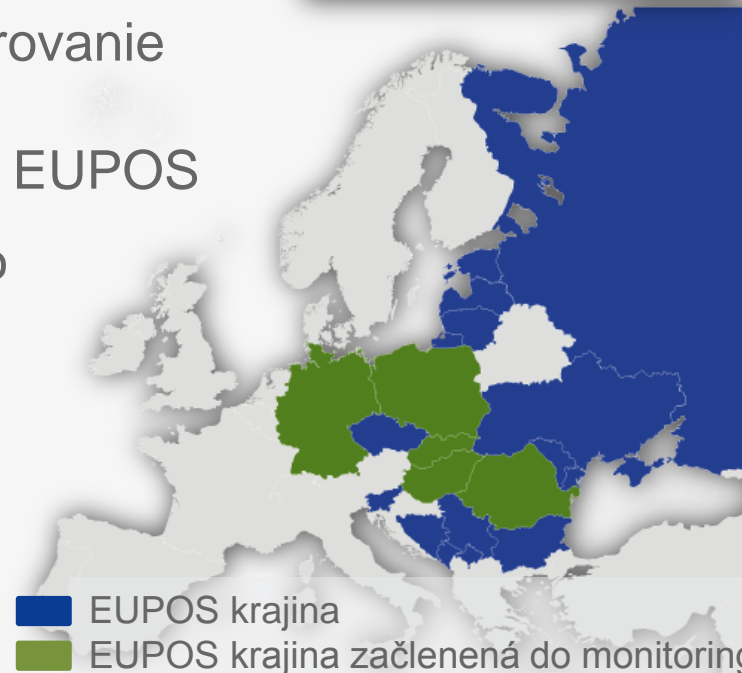 rovanie
EUPOS
o
EUPOS krajina
EUPOS krajina začlenená do monitoring